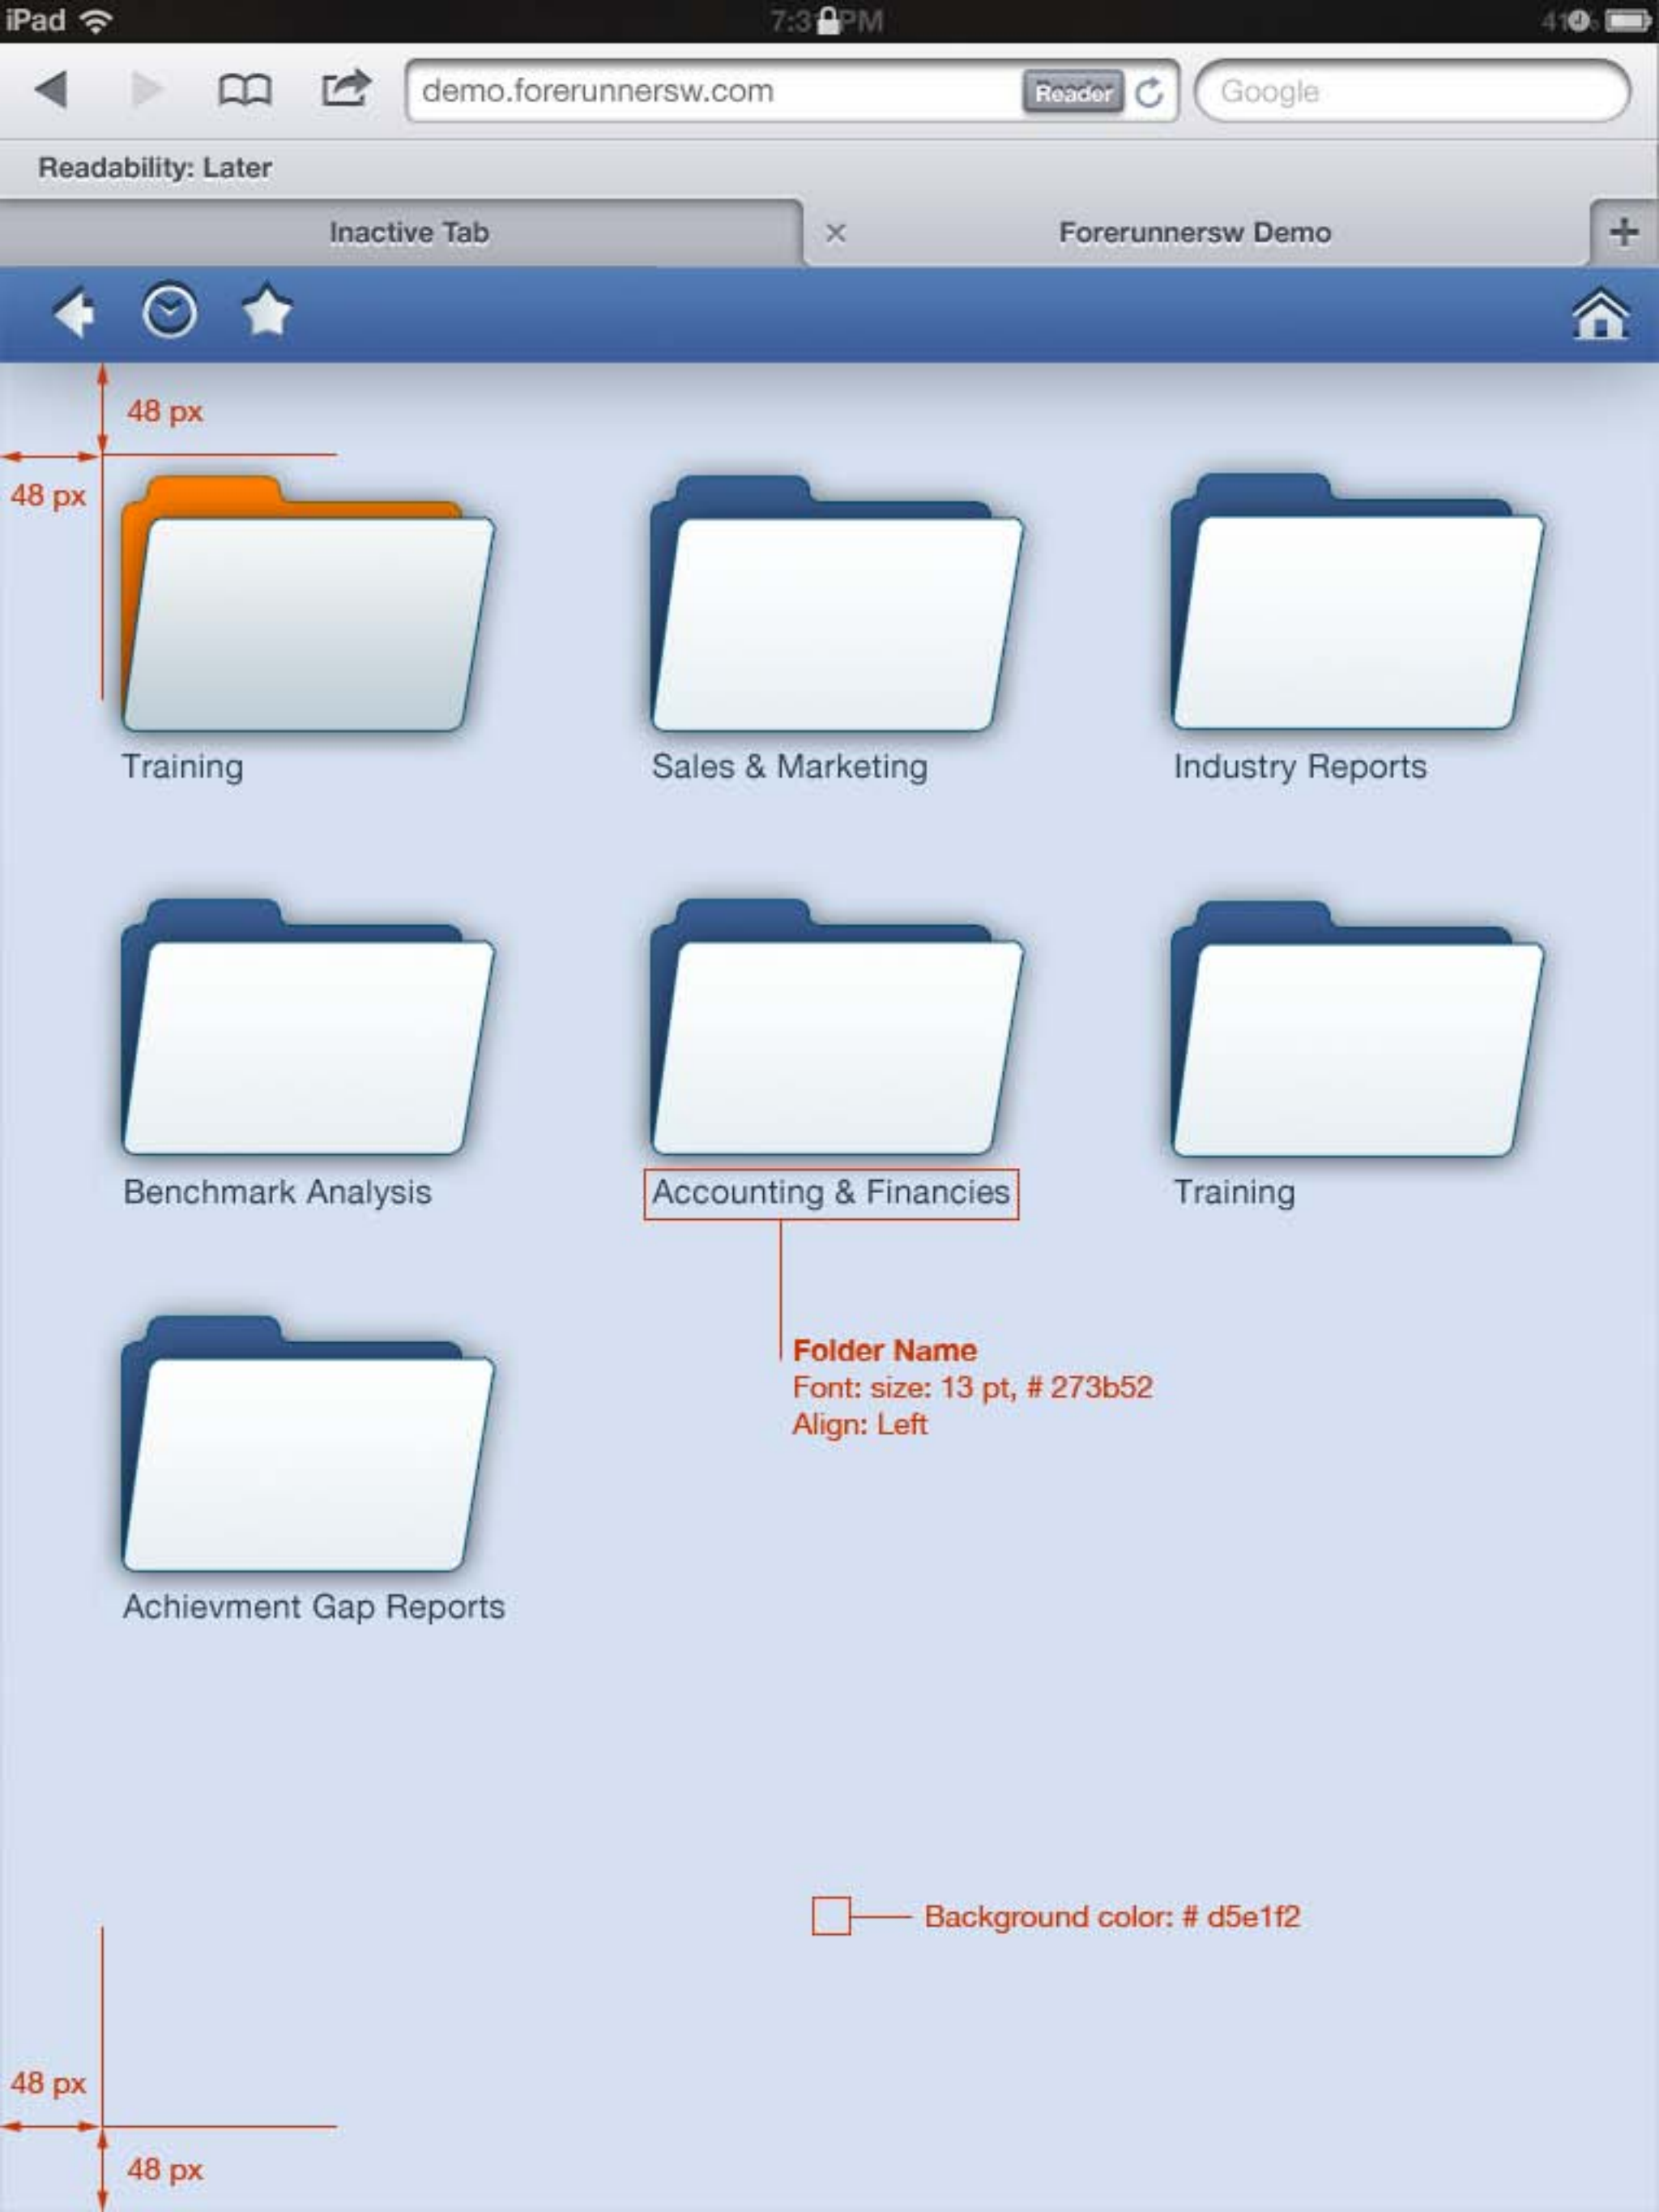 iPad
demo.forerunnersw.com Reader Google
Readability: Later
Inactive Tab Forerunnersw Demo
48 px
48 px
Training Sales & Marketing Industry Reports
Benchmark Analysis Accounting & Financies Training
Folder Name
Font: size: 13 pt, # 273b52
Align: Left
Achievment Gap Reports
Background color: # d5e1f2
48 px
48 px